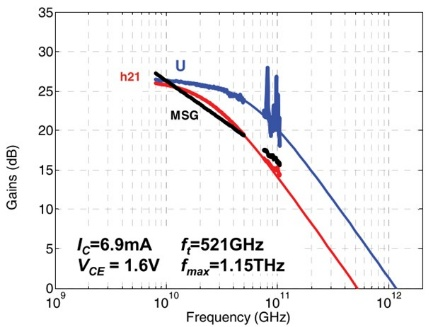 35
30
25
20
15
10
5
0
Gains (dB)
U
h21
MSG
I_C=6.9mA f_t=521GHz
V_CE = 1.6V f_max=1.15THz
10^9 10^10 10^11 10^12
Frequency (GHz)